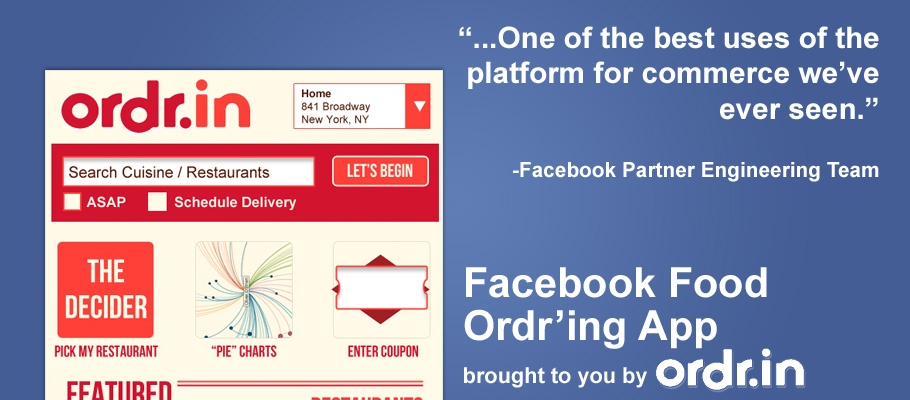 “...One of the best uses of the
platform for commerce we’ve
ever seen.”
-Facebook Partner Engineering Team
ordr.in
Home
841 Broadway
New York, NY
Search Cuisine / Restaurants
LET'S BEGIN
ASAP
Schedule Delivery
THE
DECIDER
PICK MY RESTAURANT
“PIE” CHARTS
ENTER COUPON
FEATURED
RESTAURANTS
Facebook Food
Ordr’ing App
brought to you by ordr.in